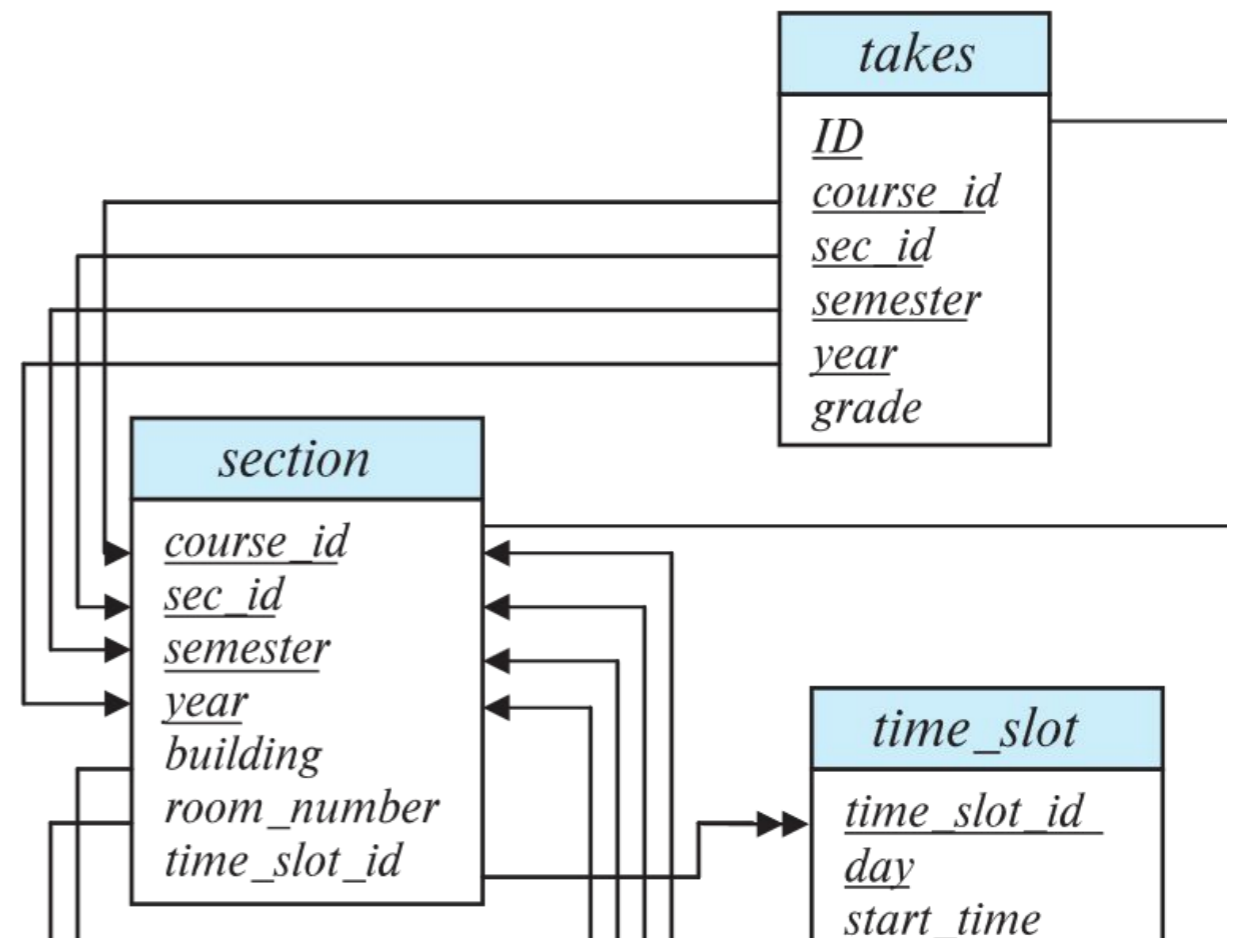 takes
ID
course_id
sec_id
semester
year
grade
section
course_id
sec_id
semester
year
building
room_number
time_slot_id
time_slot
time_slot_id
day
start_time